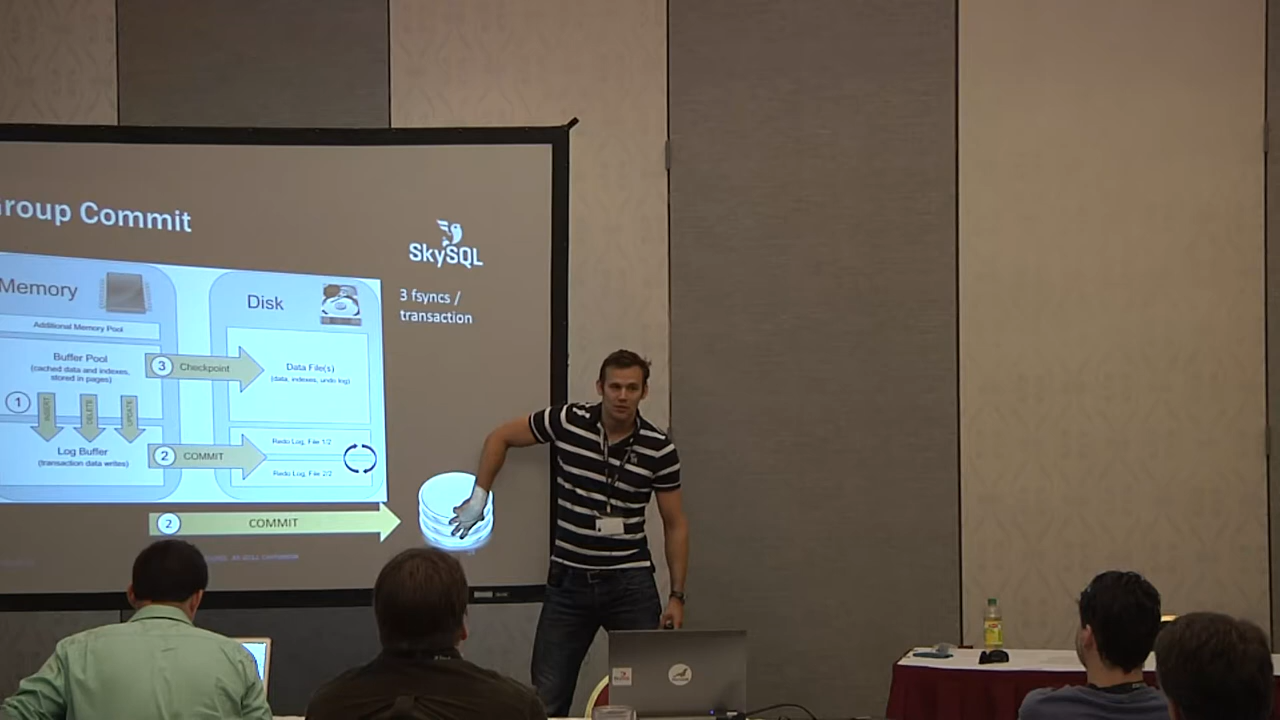 roup Commit
SkySQL
3 fsyncs /
transaction
Memory
Additional Memory Pool
Buffer Pool
(cached data and indexes,
stored in pages)
1
INSERT
DELETE
UPDATE
Log Buffer
(transaction data writes)
3 Checkpoint
2 COMMIT
Disk
Data File(s)
(data, indexes, undo log)
Redo Log, File 1/2
Redo Log, File 2/2
2 COMMIT